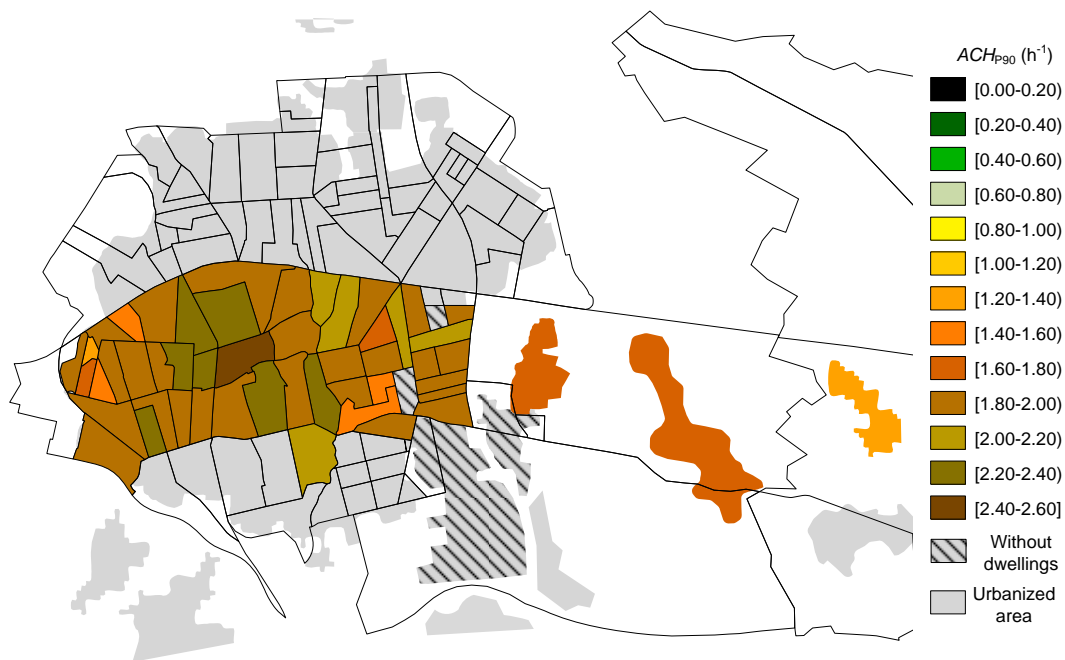 ACH_P90 (h⁻¹)
[0.00-0.20)
[0.20-0.40)
[0.40-0.60)
[0.60-0.80)
[0.80-1.00)
[1.00-1.20)
[1.20-1.40)
[1.40-1.60)
[1.60-1.80)
[1.80-2.00)
[2.00-2.20)
[2.20-2.40)
[2.40-2.60]
Without
dwellings
Urbanized
area